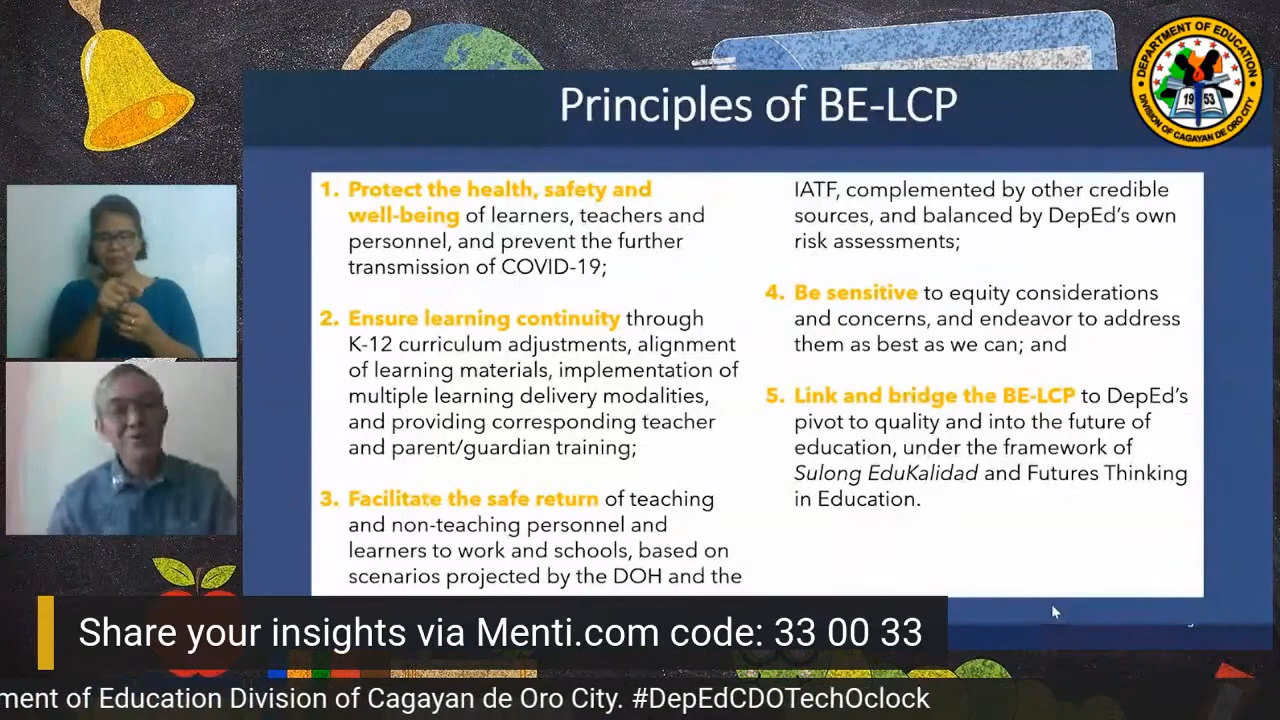 Principles of BE-LCP
1. Protect the health, safety and
well-being of learners, teachers and
personnel, and prevent the further
transmission of COVID-19;
2. Ensure learning continuity through
K-12 curriculum adjustments, alignment
of learning materials, implementation of
multiple learning delivery modalities,
and providing corresponding teacher
and parent/guardian training;
3. Facilitate the safe return of teaching
and non-teaching personnel and
learners to work and schools, based on
scenarios projected by the DOH and the
IATF, complemented by other credible
sources, and balanced by DepEd's own
risk assessments;
4. Be sensitive to equity considerations
and concerns, and endeavor to address
them as best as we can; and
5. Link and bridge the BE-LCP to DepEd's
pivot to quality and into the future of
education, under the framework of
Sulong EduKalidad and Futures Thinking
in Education.
DEPARTMENT OF EDUCATION
1953
DIVISION OF CAGAYAN DE ORO CITY
Share your insights via Menti.com code: 33 00 33
ment of Education Division of Cagayan de Oro City. #DepEdCDOTechOclock